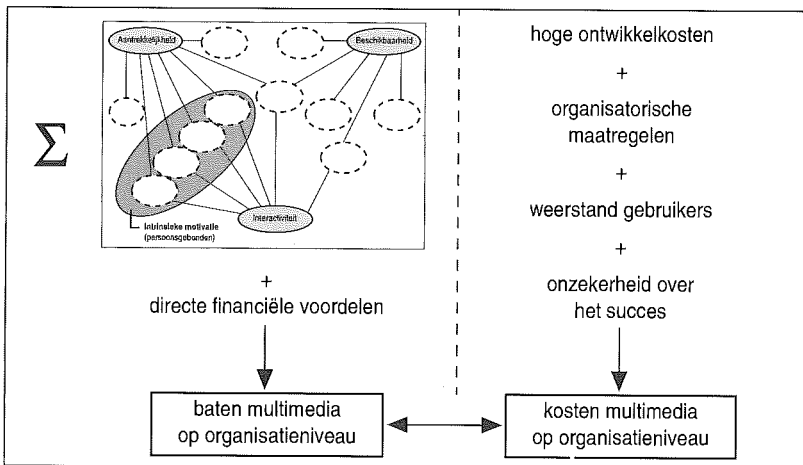 Aantrekkelijkheid
Beschikbaarheid
Σ
Interactiviteit
Intrinsieke motivatie
(persoonsgebonden)
+
directe financiële voordelen
baten multimedia
op organisatieniveau
hoge ontwikkelkosten
+
organisatorische
maatregelen
+
weerstand gebruikers
+
onzekerheid over
het succes
kosten multimedia
op organisatieniveau